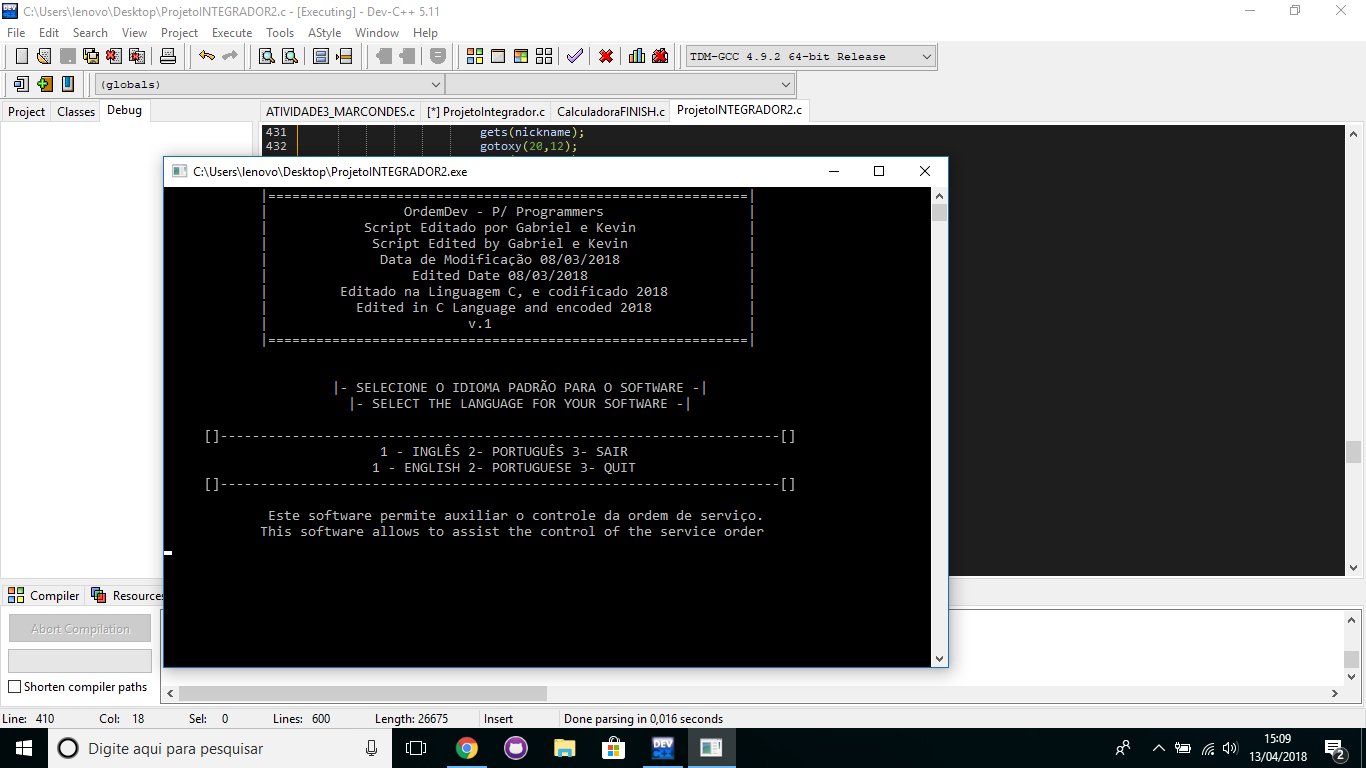 C:\Users\lenovo\Desktop\ProjetoINTEGRADOR2.c - [Executing] - Dev-C++ 5.11
File Edit Search View Project Execute Tools AStyle Window Help
TDM-GCC 4.9.2 64-bit Release
(globals)
Project Classes Debug
ATIVIDADE3_MARCONDES.c [*] ProjetoIntegrador.c CalculadoraFINISH.c ProjetoINTEGRADOR2.c
431 gets(nickname);
432 gotoxy(20,12);
C:\Users\lenovo\Desktop\ProjetoINTEGRADOR2.exe
|============================================================|
| OrdemDev - P/ Programmers |
| Script Editado por Gabriel e Kevin |
| Script Edited by Gabriel e Kevin |
| Data de Modificação 08/03/2018 |
| Edited Date 08/03/2018 |
| Editado na Linguagem C, e codificado 2018 |
| Edited in C Language and encoded 2018 |
| v.1 |
|============================================================|
|- SELECIONE O IDIOMA PADRÃO PARA O SOFTWARE -|
|- SELECT THE LANGUAGE FOR YOUR SOFTWARE -|
[]----------------------------------------------------------------------[]
1 - INGLÊS 2- PORTUGUÊS 3- SAIR
1 - ENGLISH 2- PORTUGUESE 3- QUIT
[]----------------------------------------------------------------------[]
Este software permite auxiliar o controle da ordem de serviço.
This software allows to assist the control of the service order
Compiler Resources
Abort Compilation
Shorten compiler paths
Line: 410 Col: 18 Sel: 0 Lines: 600 Length: 26675 Insert Done parsing in 0,016 seconds
Digite aqui para pesquisar
DEV
15:09
13/04/2018
2